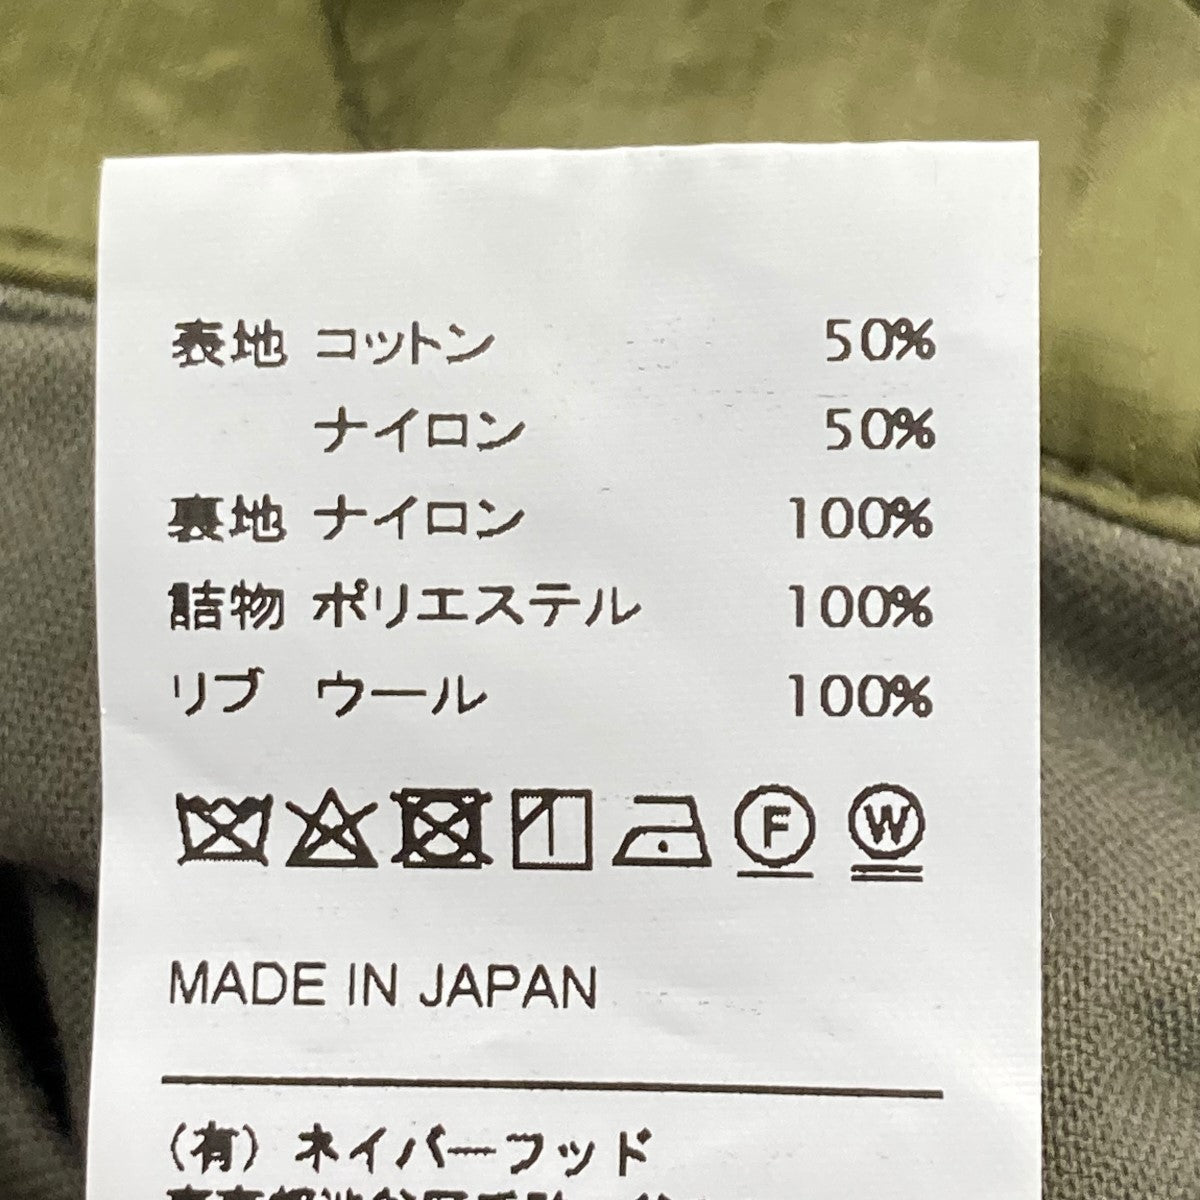 表地 コットン 50%
ナイロン 50%
裏地 ナイロン 100%
詰物 ポリエステル 100%
リブ ウール 100%
F W
MADE IN JAPAN
(有) ネイバーフッド